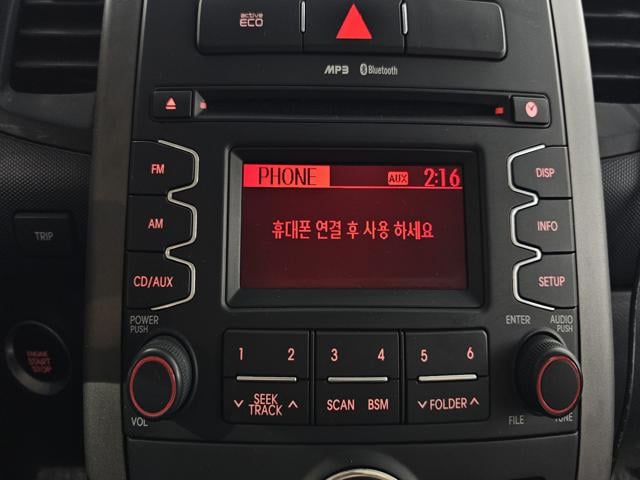 active
ECO
MP3 Bluetooth
FM
AM
CD/AUX
TRIP
PHONE AUX 2:16
휴대폰 연결 후 사용 하세요
DISP
INFO
SETUP
POWER
PUSH
VOL
ENGINE
START
STOP
1 2 3 4 5 6
SEEK
TRACK
SCAN BSM
FOLDER
ENTER
AUDIO
PUSH
FILE
TUNE